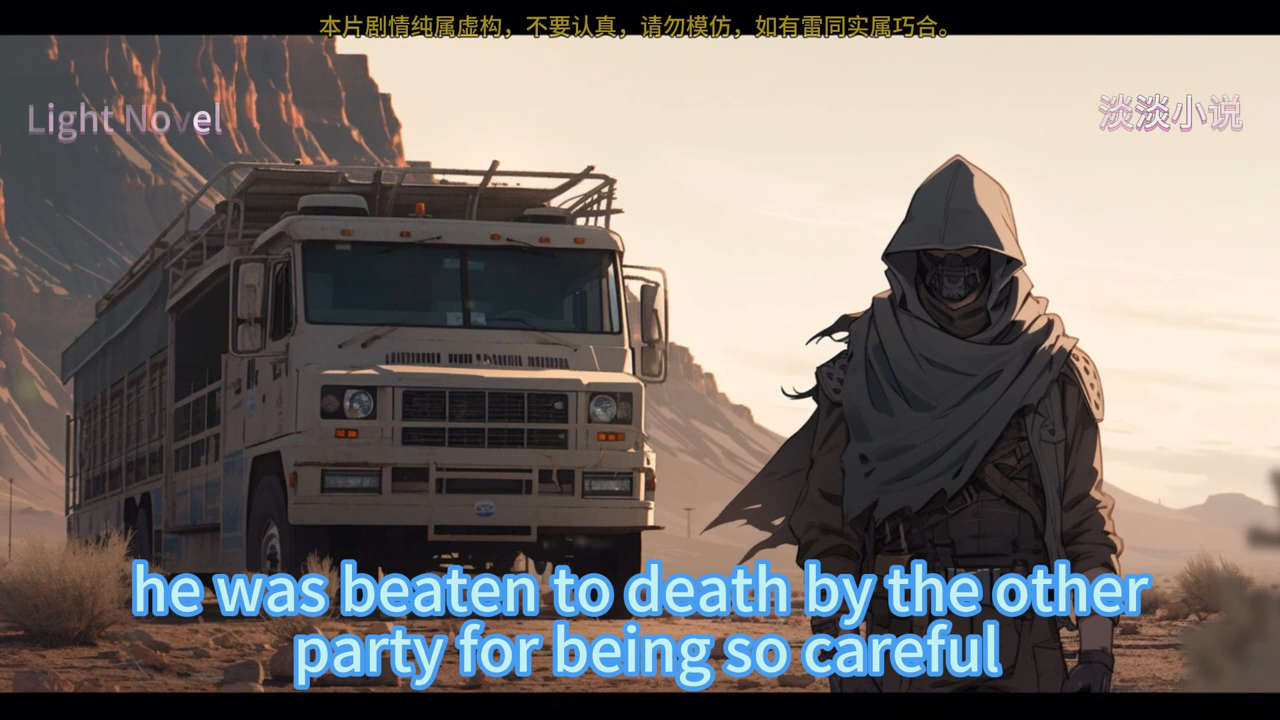 本片剧情纯属虚构，不要认真，请勿模仿，如有雷同实属巧合。
Light Novel
淡淡小说
he was beaten to death by the other
party for being so careful